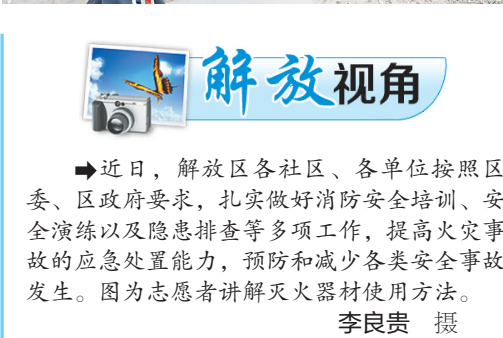 解放视角
➡近日，解放区各社区、各单位按照区
委、区政府要求，扎实做好消防安全培训、安
全演练以及隐患排查等多项工作，提高火灾事
故的应急处置能力，预防和减少各类安全事故
发生。图为志愿者讲解灭火器材使用方法。
李良贵　摄